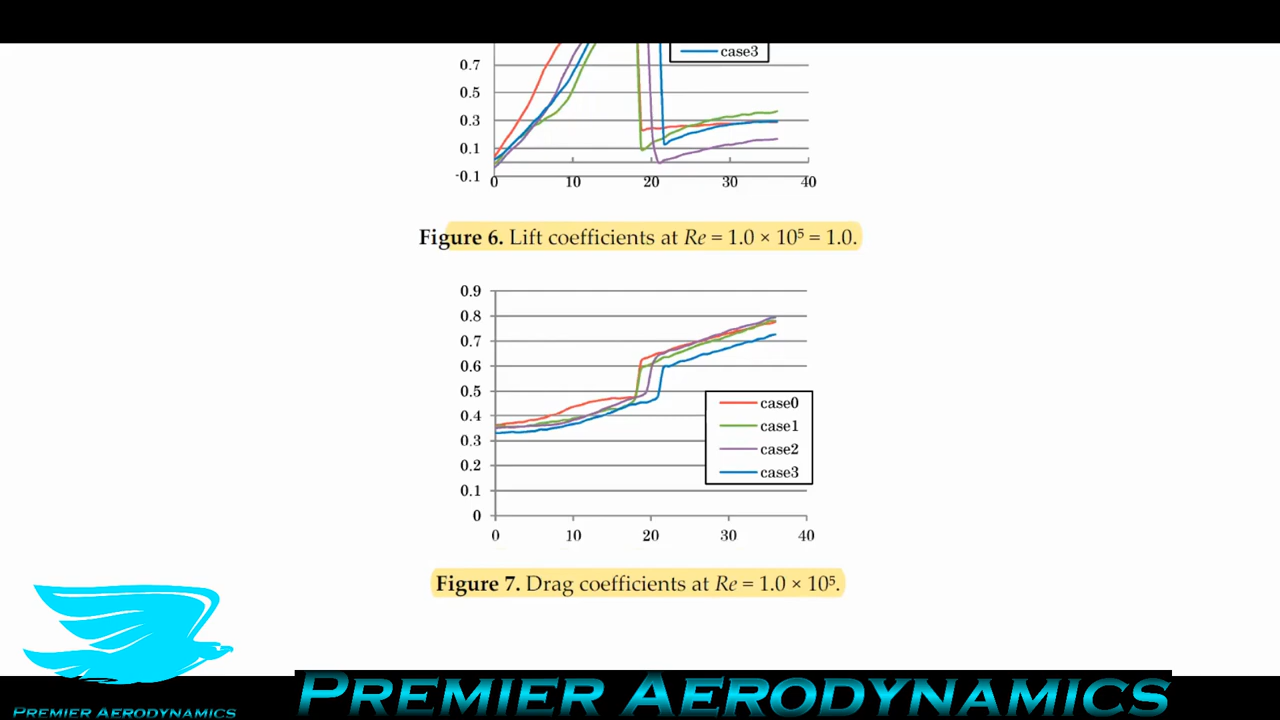 case3
0.7
0.5
0.3
0.1
-0.1
0 10 20 30 40
Figure 6. Lift coefficients at Re = 1.0 × 10⁵ = 1.0.
0.9
0.8
0.7
0.6
0.5
0.4
0.3
0.2
0.1
0
case0
case1
case2
case3
0 10 20 30 40
Figure 7. Drag coefficients at Re = 1.0 × 10⁵.
PREMIER AERODYNAMICS
PREMIER AERODYNAMICS